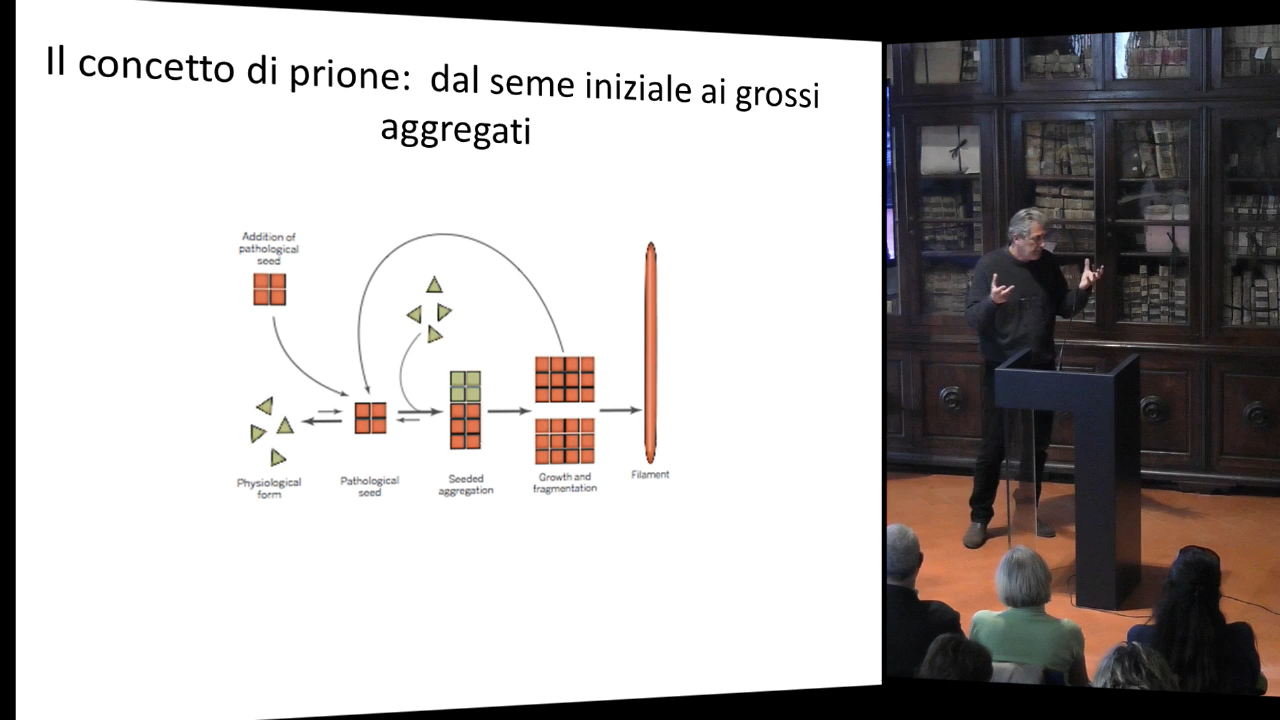 Il concetto di prione: dal seme iniziale ai grossi
aggregati
Addition of
pathological
seed
Physiological
form
Pathological
seed
Seeded
aggregation
Growth and
fragmentation
Filament